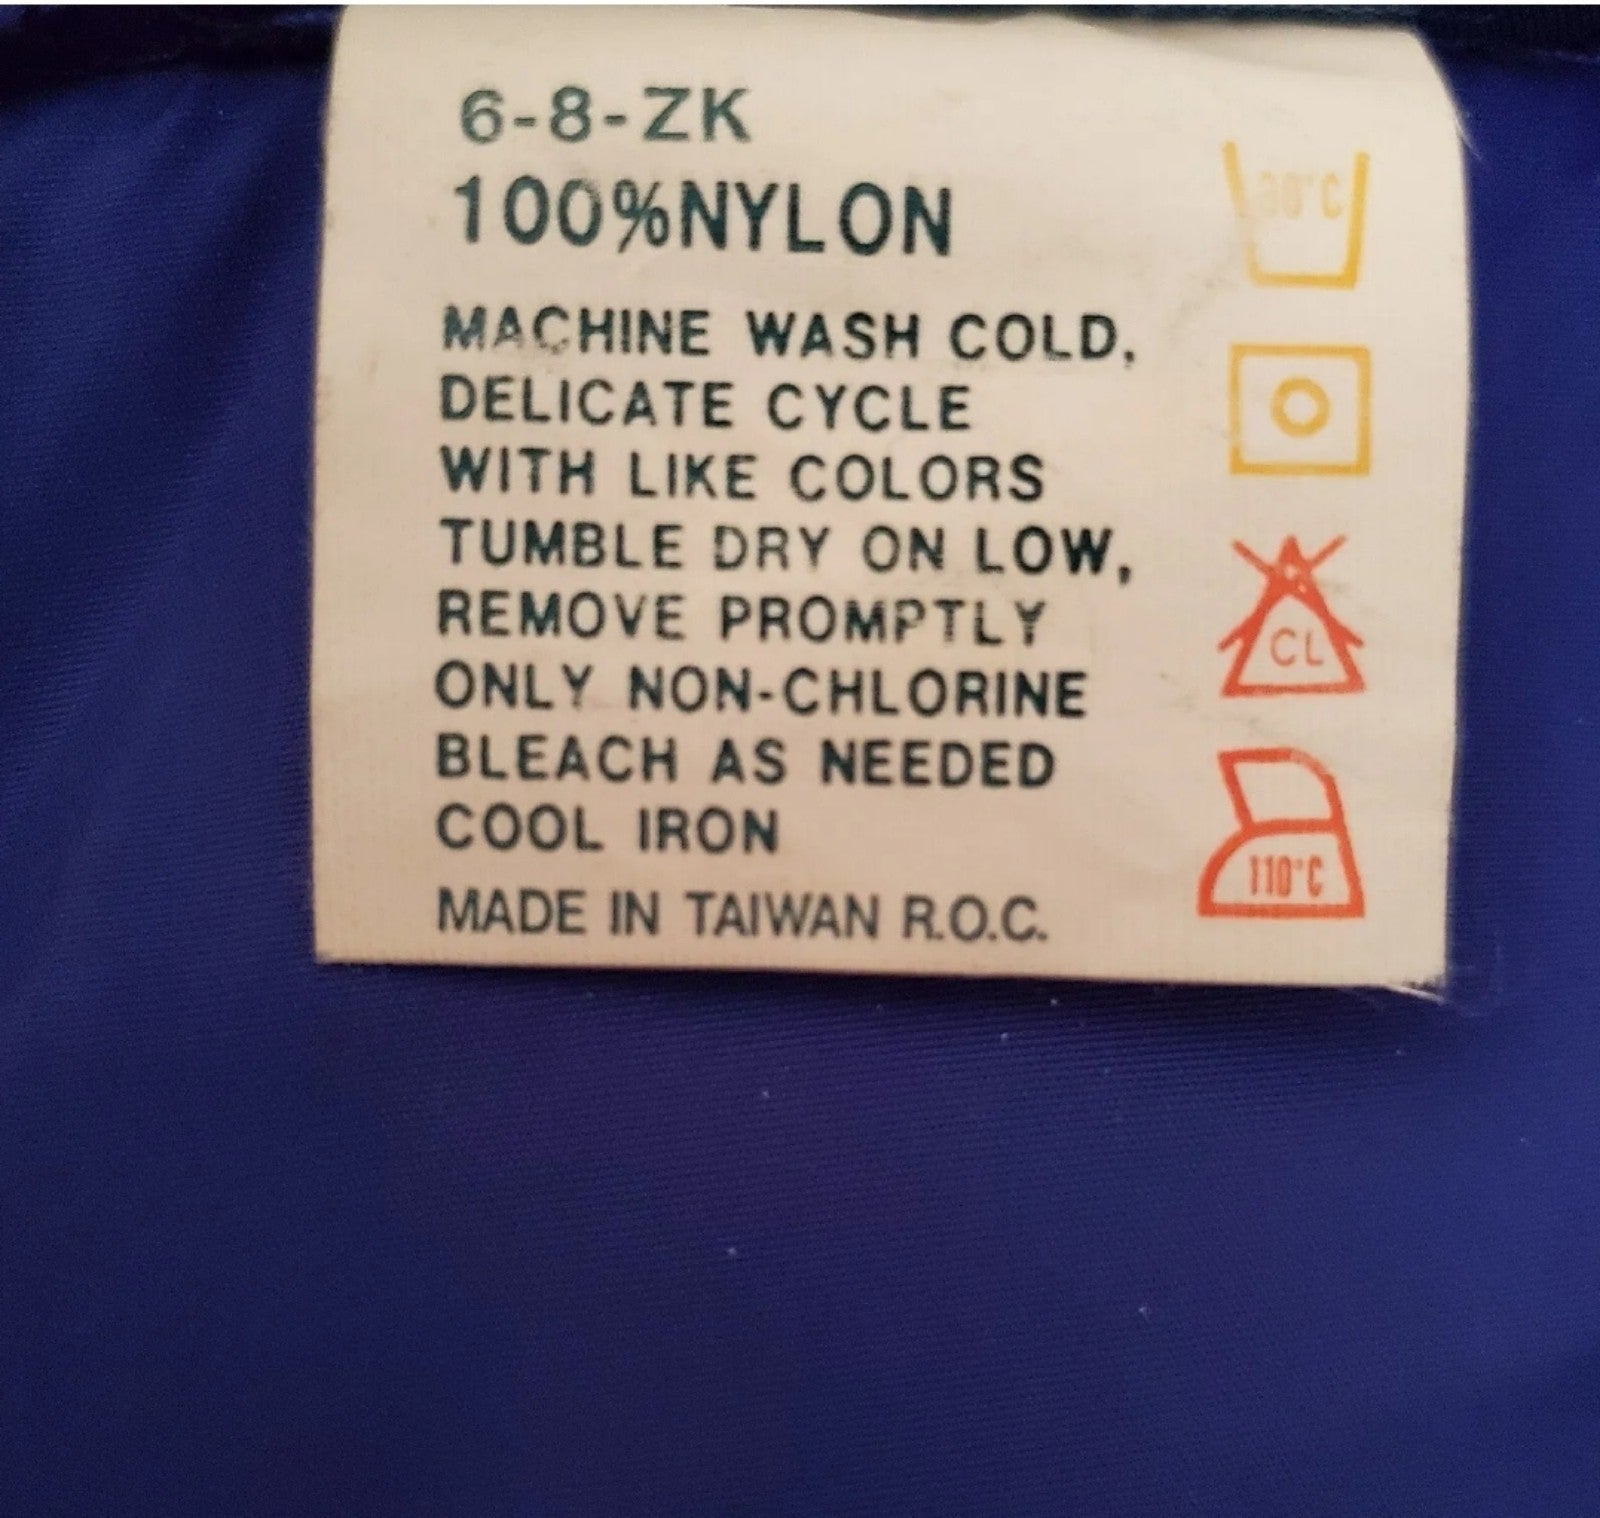 6-8-ZK
100%NYLON
MACHINE WASH COLD,
DELICATE CYCLE
WITH LIKE COLORS
TUMBLE DRY ON LOW,
REMOVE PROMPTLY
ONLY NON-CHLORINE
BLEACH AS NEEDED
COOL IRON
MADE IN TAIWAN R.O.C.
CL
110°C